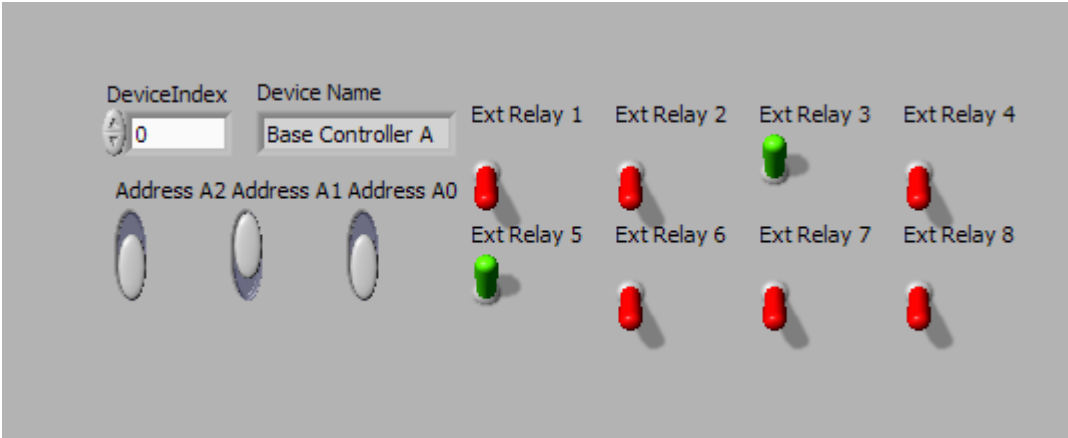 DeviceIndex
Device Name
0
Base Controller A
Address A2 Address A1 Address A0
Ext Relay 1 Ext Relay 2 Ext Relay 3 Ext Relay 4
Ext Relay 5 Ext Relay 6 Ext Relay 7 Ext Relay 8